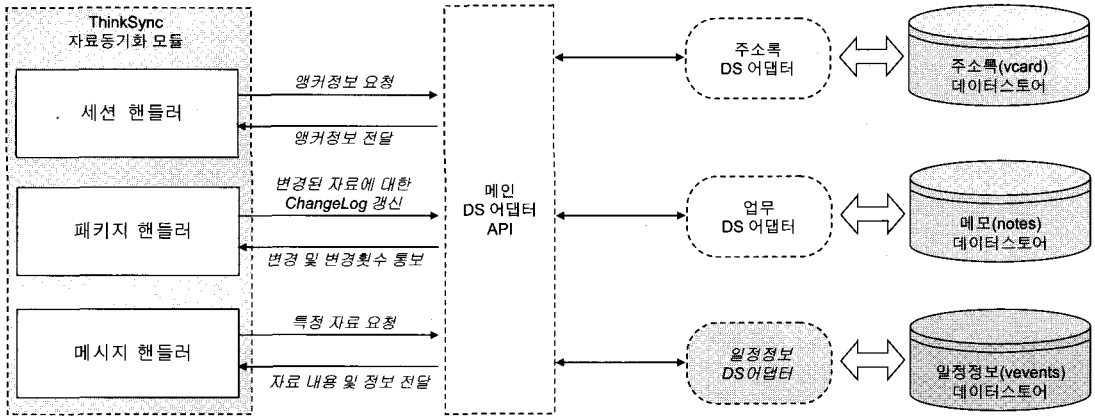 ThinkSync
자료동기화 모듈
세션 핸들러
패키지 핸들러
메시지 핸들러
앵커정보 요청
앵커정보 전달
변경된 자료에 대한
ChangeLog 갱신
변경 및 변경횟수 통보
특정 자료 요청
자료 내용 및 정보 전달
메인
DS 어댑터
API
주소록
DS 어댑터
업무
DS 어댑터
일정정보
DS어댑터
주소록(vcard)
데이터스토어
메모(notes)
데이터스토어
일정정보(vevents)
데이터스토어